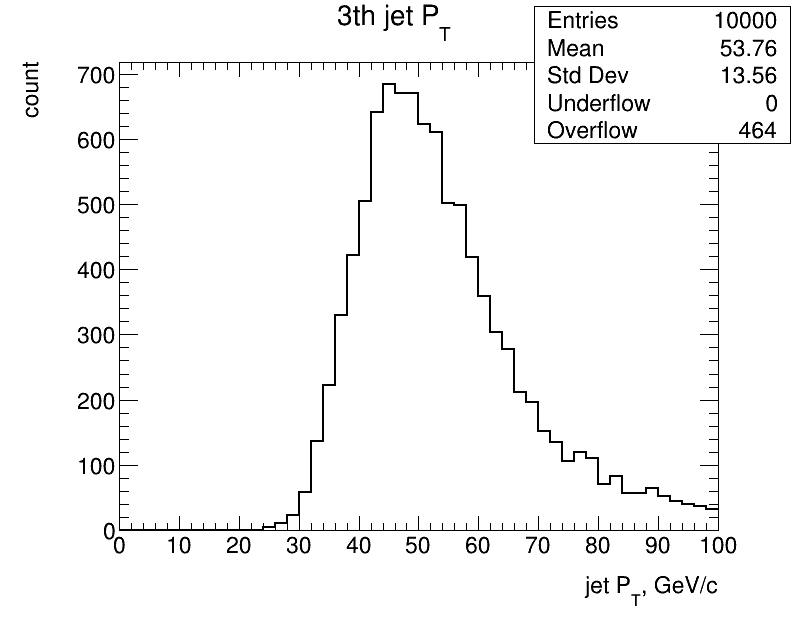 3th jet P_T
Entries 10000
Mean 53.76
Std Dev 13.56
Underflow 0
Overflow 464
count
700
600
500
400
300
200
100
0
0 10 20 30 40 50 60 70 80 90 100
jet P_T, GeV/c